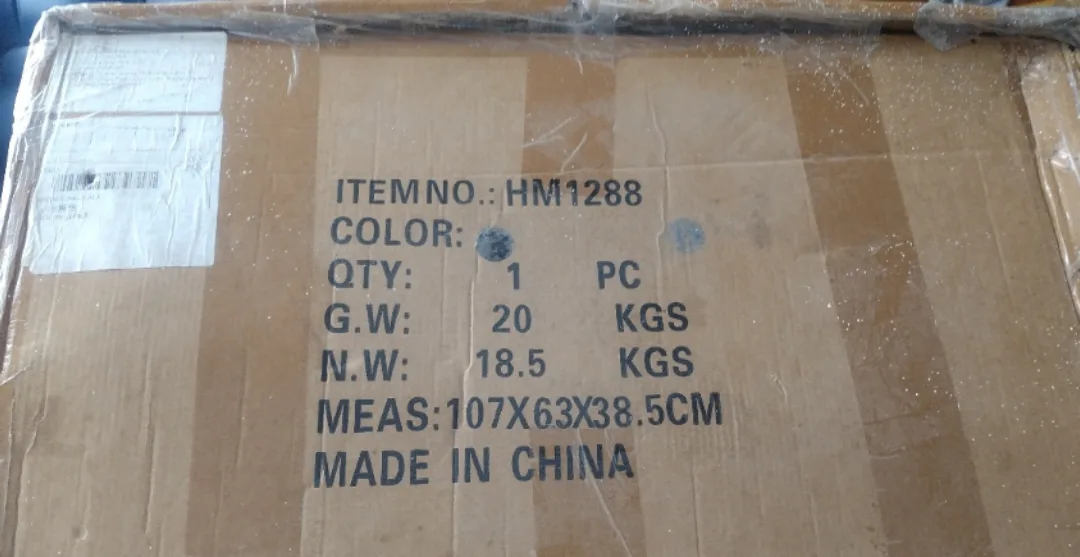 ITEM NO.: HM1288
COLOR:
QTY: 1 PC
G.W: 20 KGS
N.W: 18.5 KGS
MEAS:107X63X38.5CM
MADE IN CHINA